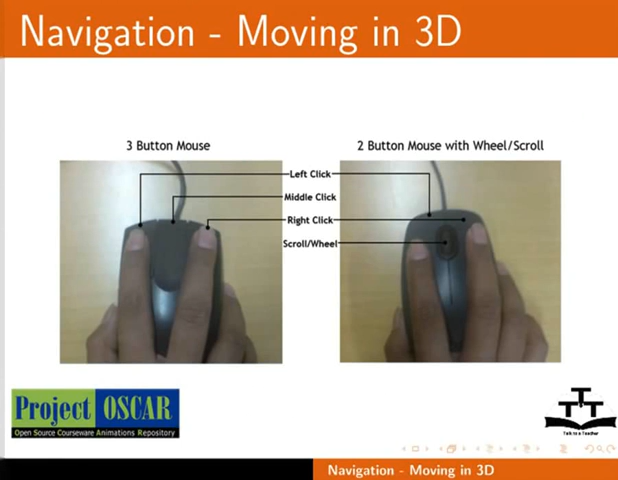 Navigation - Moving in 3D
3 Button Mouse
2 Button Mouse with Wheel/Scroll
Left Click
Middle Click
Right Click
Scroll/Wheel
Project OSCAR
Open Source Courseware Animations Repository
TTT
Talk to a Teacher
Navigation - Moving in 3D